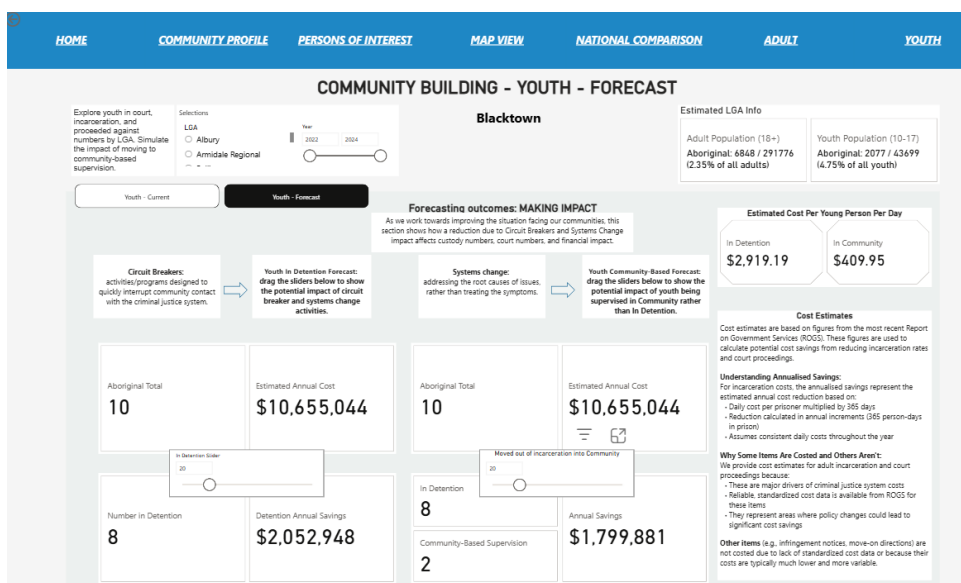 HOME COMMUNITY PROFILE PERSONS OF INTEREST MAP VIEW NATIONAL COMPARISON ADULT YOUTH
COMMUNITY BUILDING - YOUTH - FORECAST
Explore youth in court,
incarceration, and
proceeded against
numbers by LGA. Simulate
the impact of moving to
community-based
supervision.
Selections
LGA
Albury
Armidale Regional
Year
2022 2024
Blacktown
Estimated LGA Info
Adult Population (18+)
Aboriginal: 6848 / 291776
(2.35% of all adults)
Youth Population (10-17)
Aboriginal: 2077 / 43699
(4.75% of all youth)
Youth - Current
Youth - Forecast
Forecasting outcomes: MAKING IMPACT
As we work towards improving the situation facing our communities, this
section shows how a reduction due to Circuit Breakers and Systems Change
impact affects custody numbers, court numbers, and financial impact.
Circuit Breakers:
activities/programs designed to
quickly interrupt community contact
with the criminal justice system.
Youth In Detention Forecast:
drag the sliders below to show
the potential impact of circuit
breaker and systems change
activities.
Systems change:
addressing the root causes of issues,
rather than treating the symptoms.
Youth Community-Based Forecast:
drag the sliders below to show the
potential impact of youth being
supervised in Community rather
than In Detention.
Aboriginal Total
10
Estimated Annual Cost
$10,655,044
In Detention Slider
20
Number in Detention
8
Detention Annual Savings
$2,052,948
Aboriginal Total
10
Estimated Annual Cost
$10,655,044
Moved out of incarceration into Community
20
In Detention
8
Community-Based Supervision
2
Annual Savings
$1,799,881
Estimated Cost Per Young Person Per Day
In Detention
$2,919.19
In Community
$409.95
Cost Estimates
Cost estimates are based on figures from the most recent Report
on Government Services (ROGS). These figures are used to
calculate potential cost savings from reducing incarceration rates
and court proceedings.
Understanding Annualised Savings:
For incarceration costs, the annualised savings represent the
estimated annual cost reduction based on:
- Daily cost per prisoner multiplied by 365 days
- Reduction calculated in annual increments (365 person-days
in prison)
- Assumes consistent daily costs throughout the year
Why Some Items Are Costed and Others Aren't:
We provide cost estimates for adult incarceration and court
proceedings because:
- These are major drivers of criminal justice system costs
- Reliable, standardized cost data is available from ROGS for
these items
- They represent areas where policy changes could lead to
significant cost savings
Other items (e.g., infringement notices, move-on directions) are
not costed due to lack of standardized cost data or because their
costs are typically much lower and more variable.